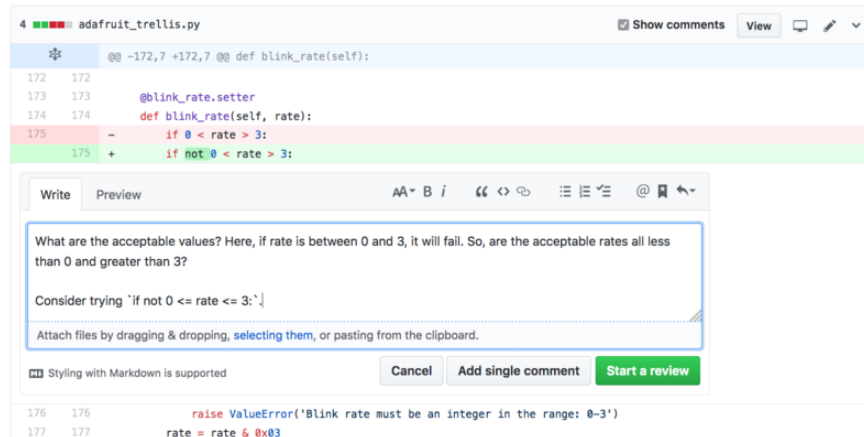 4 adafruit_trellis.py Show comments View
@@ -172,7 +172,7 @@ def blink_rate(self):
172 172
173 173 @blink_rate.setter
174 174 def blink_rate(self, rate):
175 - if 0 < rate > 3:
175 + if not 0 < rate > 3:
Write Preview AA B i @
What are the acceptable values? Here, if rate is between 0 and 3, it will fail. So, are the acceptable rates all less
than 0 and greater than 3?
Consider trying `if not 0 <= rate <= 3:`.
Attach files by dragging & dropping, selecting them, or pasting from the clipboard.
Styling with Markdown is supported Cancel Add single comment Start a review
176 176 raise ValueError('Blink rate must be an integer in the range: 0-3')
177 177 rate = rate & 0x03